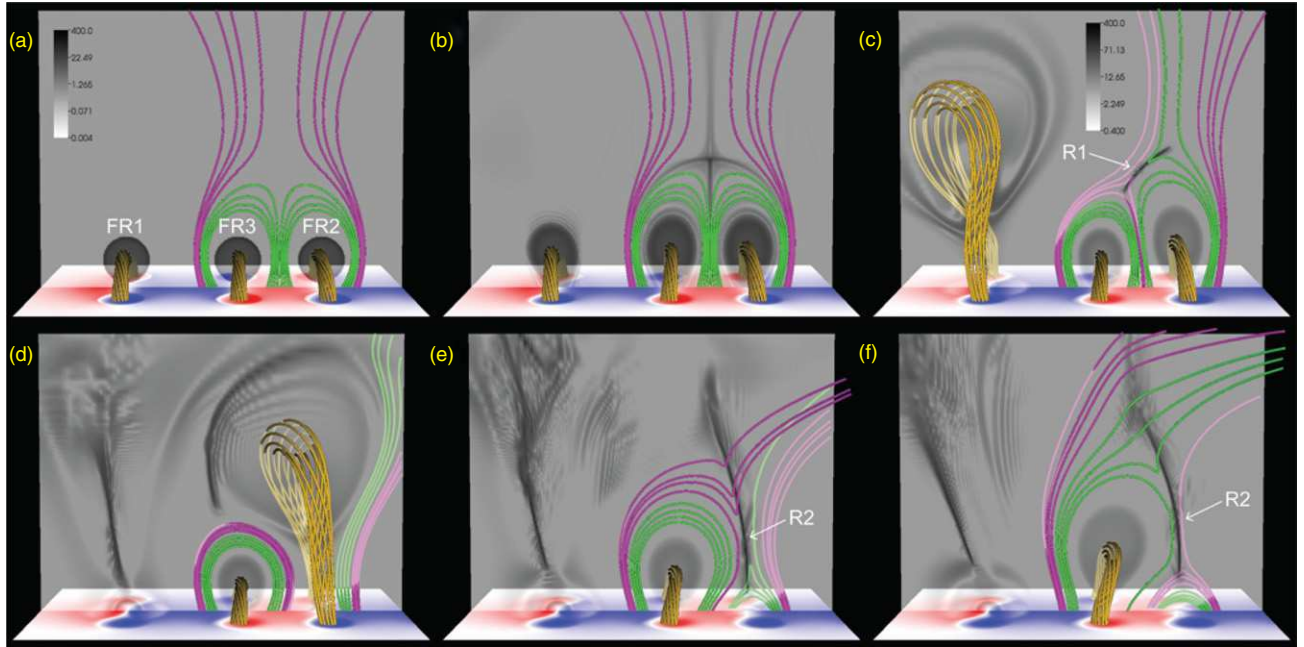 (a)
400.0
22.49
1.265
0.071
0.004
FR1
FR3
FR2
(b)
(c)
400.0
71.13
12.65
2.249
0.400
R1
(d)
(e)
R2
(f)
R2